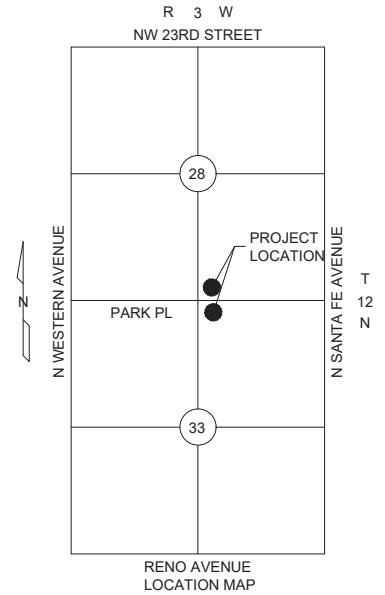 R 3 W
NW 23RD STREET
28
PROJECT
LOCATION
N WESTERN AVENUE
N SANTA FE AVENUE
T
12
N
N
PARK PL
33
RENO AVENUE
LOCATION MAP